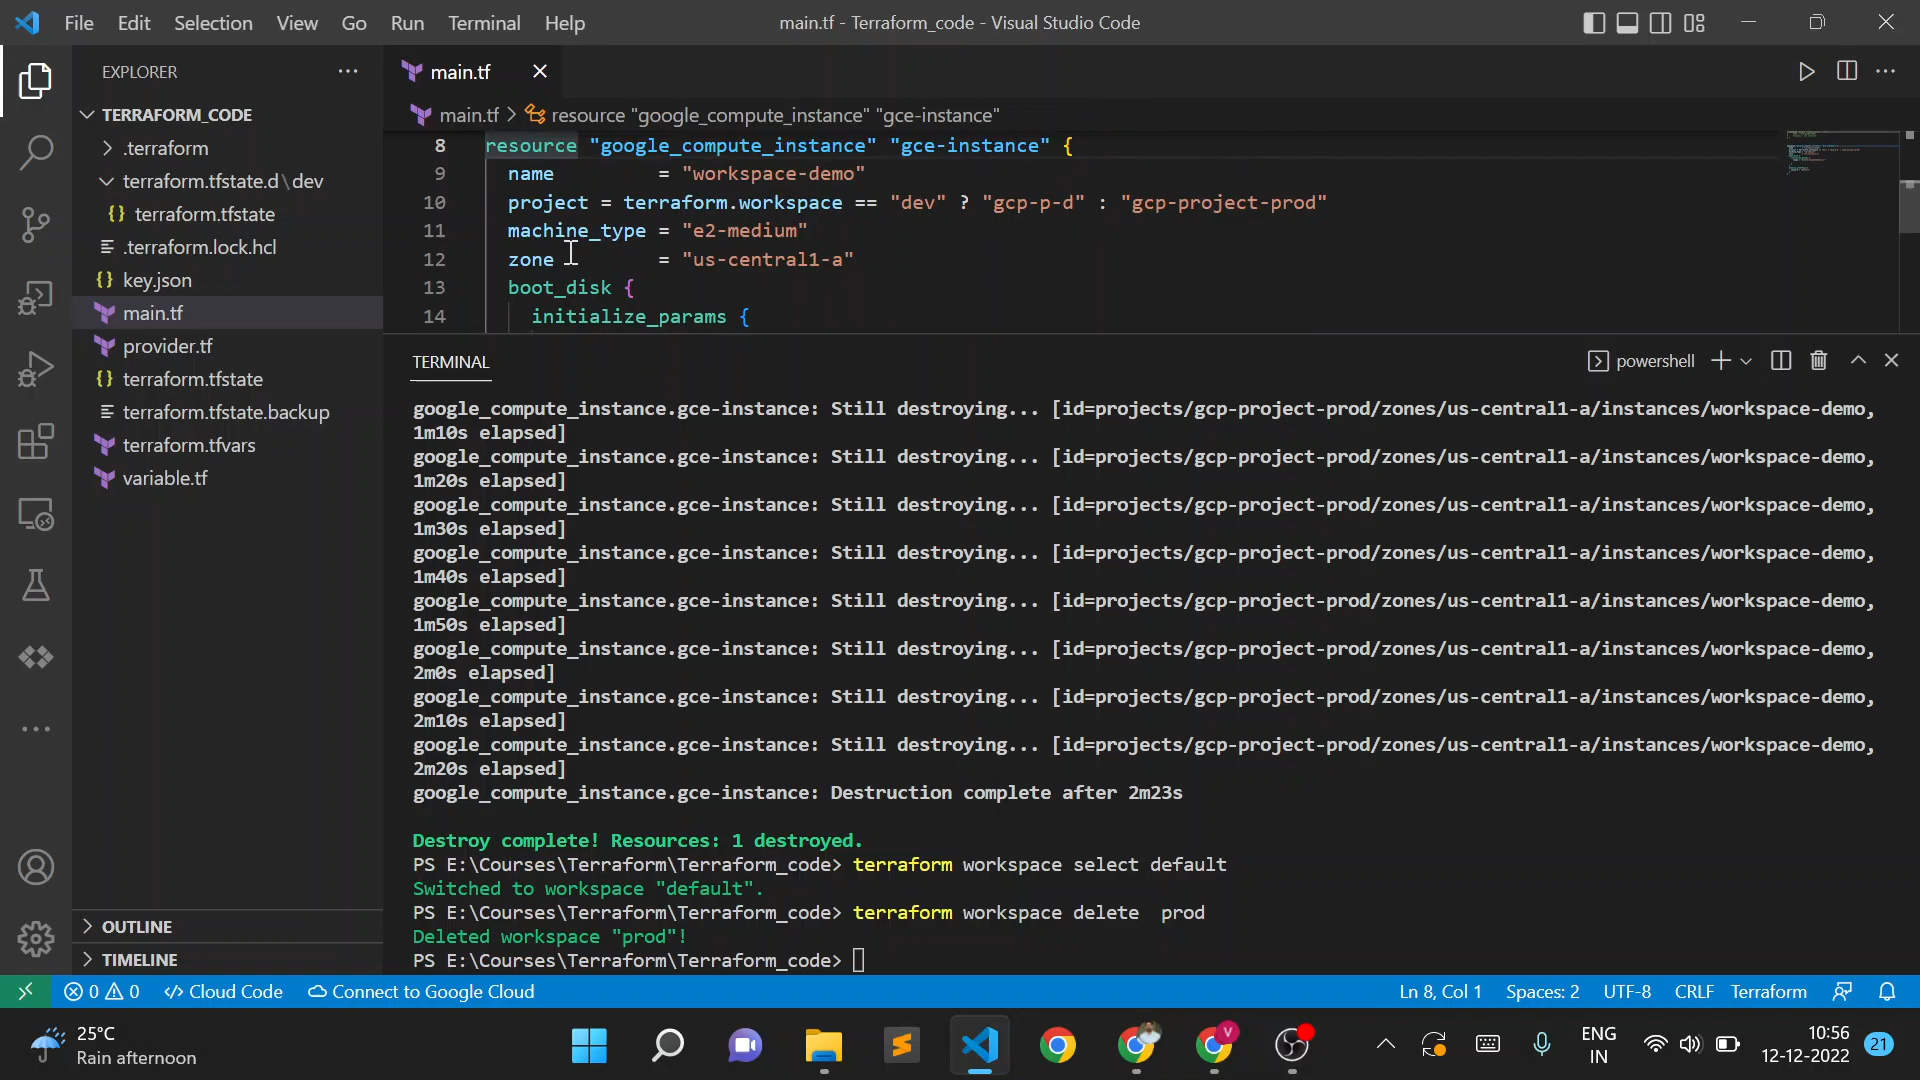 File Edit Selection View Go Run Terminal Help
main.tf - Terraform_code - Visual Studio Code
EXPLORER
TERRAFORM_CODE
.terraform
terraform.tfstate.d\dev
{} terraform.tfstate
.terraform.lock.hcl
{} key.json
main.tf
provider.tf
{} terraform.tfstate
terraform.tfstate.backup
terraform.tfvars
variable.tf
OUTLINE
TIMELINE
main.tf
main.tf > resource "google_compute_instance" "gce-instance"
8 resource "google_compute_instance" "gce-instance" {
9 name = "workspace-demo"
10 project = terraform.workspace == "dev" ? "gcp-p-d" : "gcp-project-prod"
11 machine_type = "e2-medium"
12 zone = "us-central1-a"
13 boot_disk {
14 initialize_params {
TERMINAL
powershell
google_compute_instance.gce-instance: Still destroying... [id=projects/gcp-project-prod/zones/us-central1-a/instances/workspace-demo,
1m10s elapsed]
google_compute_instance.gce-instance: Still destroying... [id=projects/gcp-project-prod/zones/us-central1-a/instances/workspace-demo,
1m20s elapsed]
google_compute_instance.gce-instance: Still destroying... [id=projects/gcp-project-prod/zones/us-central1-a/instances/workspace-demo,
1m30s elapsed]
google_compute_instance.gce-instance: Still destroying... [id=projects/gcp-project-prod/zones/us-central1-a/instances/workspace-demo,
1m40s elapsed]
google_compute_instance.gce-instance: Still destroying... [id=projects/gcp-project-prod/zones/us-central1-a/instances/workspace-demo,
1m50s elapsed]
google_compute_instance.gce-instance: Still destroying... [id=projects/gcp-project-prod/zones/us-central1-a/instances/workspace-demo,
2m0s elapsed]
google_compute_instance.gce-instance: Still destroying... [id=projects/gcp-project-prod/zones/us-central1-a/instances/workspace-demo,
2m10s elapsed]
google_compute_instance.gce-instance: Still destroying... [id=projects/gcp-project-prod/zones/us-central1-a/instances/workspace-demo,
2m20s elapsed]
google_compute_instance.gce-instance: Destruction complete after 2m23s
Destroy complete! Resources: 1 destroyed.
PS E:\Courses\Terraform\Terraform_code> terraform workspace select default
Switched to workspace "default".
PS E:\Courses\Terraform\Terraform_code> terraform workspace delete  prod
Deleted workspace "prod"!
PS E:\Courses\Terraform\Terraform_code>
0 0 Cloud Code Connect to Google Cloud Ln 8, Col 1 Spaces: 2 UTF-8 CRLF Terraform
25°C
Rain afternoon
V
ENG
IN
10:56
12-12-2022
21